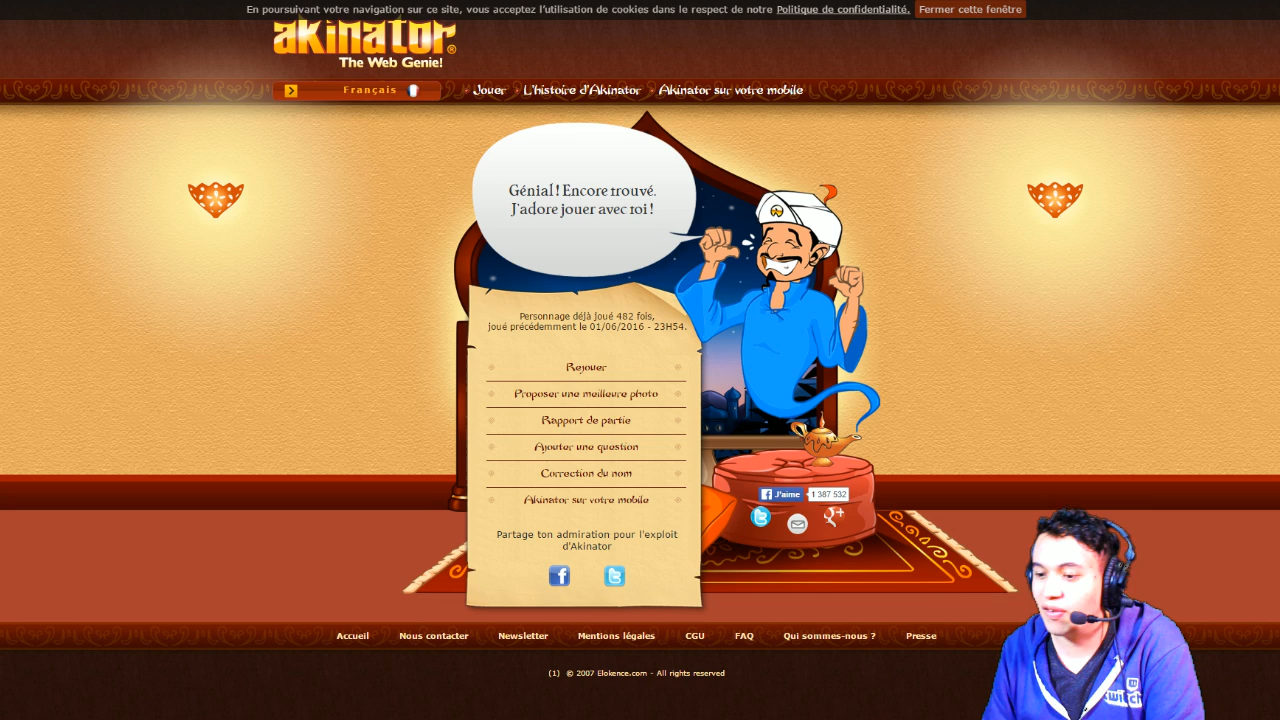 En poursuivant votre navigation sur ce site, vous acceptez l'utilisation de cookies dans le respect de notre Politique de confidentialité. Fermer cette fenêtre
akinator®
The Web Genie!
Français
Jouer
L'histoire d'Akinator
Akinator sur votre mobile
Génial ! Encore trouvé.
J'adore jouer avec toi !
Personnage déjà joué 482 fois,
joué précédemment le 01/06/2016 - 23H54.
Rejouer
Proposer une meilleure photo
Rapport de partie
Ajouter une question
Correction du nom
Akinator sur votre mobile
J'aime 1 387 532
Partage ton admiration pour l'exploit
d'Akinator
Accueil Nous contacter Newsletter Mentions légales CGU FAQ Qui sommes-nous ? Presse
(1) © 2007 Elokence.com - All rights reserved
twitch